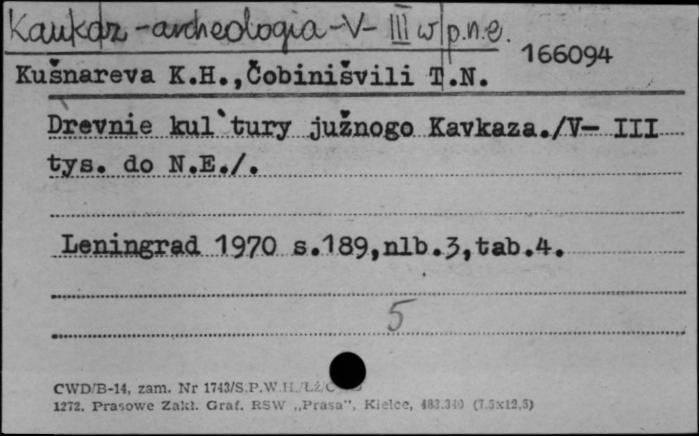 Kaukaz - archeologia - V - III w p.n.e.
166094
Kušnareva K.H.,Čobinišvili T.N.
Drevnie kul`tury južnogo Kavkaza./V- III
tys. do N.E./.
Leningrad 1970 s.189,nlb.3,tab.4.
5
CWD/B-14, zam. Nr 1743/S.P.W.H.
1272. Prasowe Zakł. Graf. RSW „Prasa", Kielce, 483.340 (7.5x12,5)